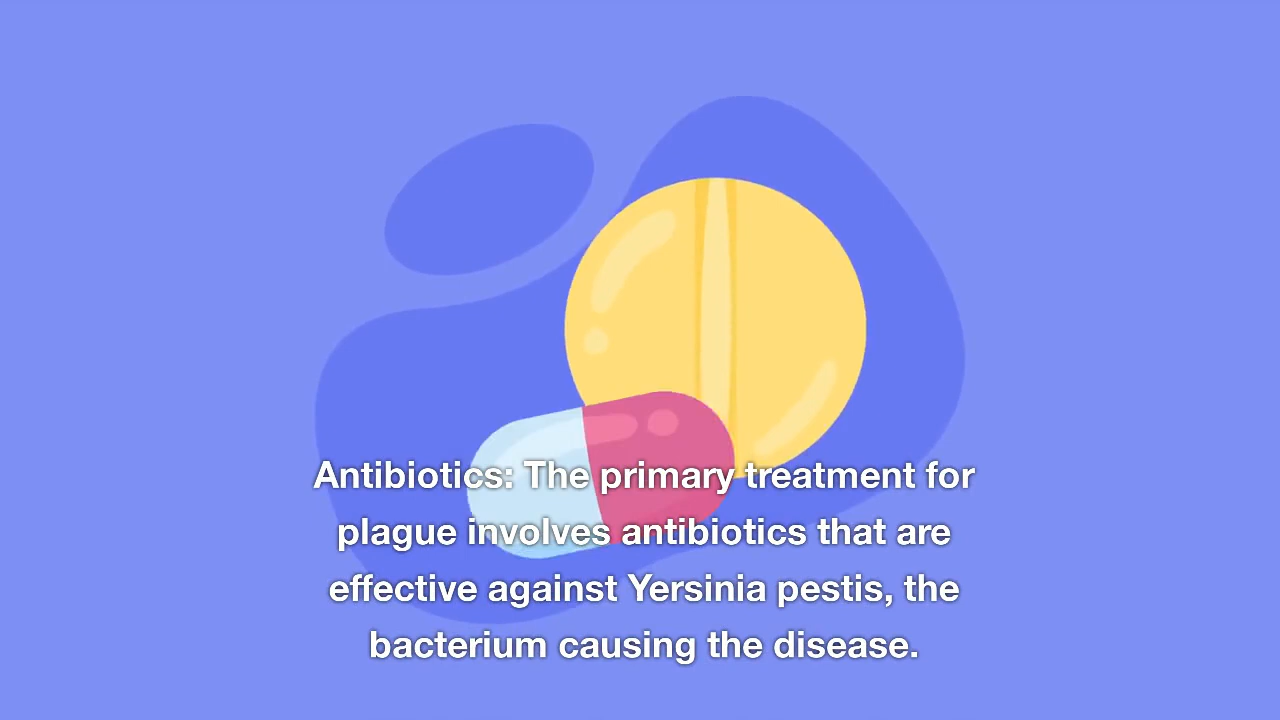 Antibiotics: The primary treatment for
plague involves antibiotics that are
effective against Yersinia pestis, the
bacterium causing the disease.